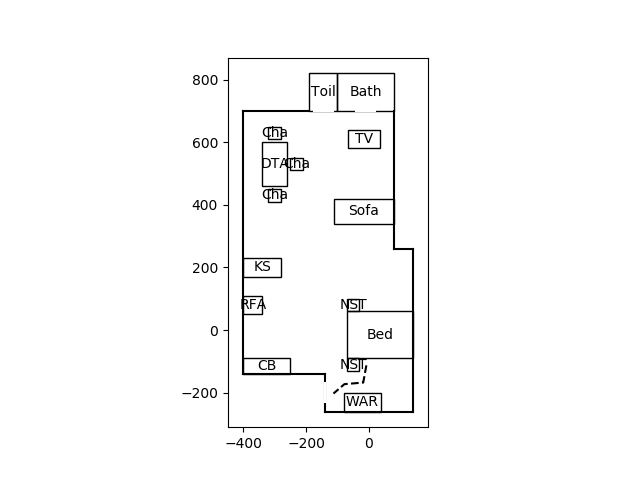 800
600
400
200
0
−200
−400
−200
0
Toil
Bath
Cha
TV
DTA
Cha
Cha
Sofa
KS
RFA
NST
Bed
CB
NST
WAR